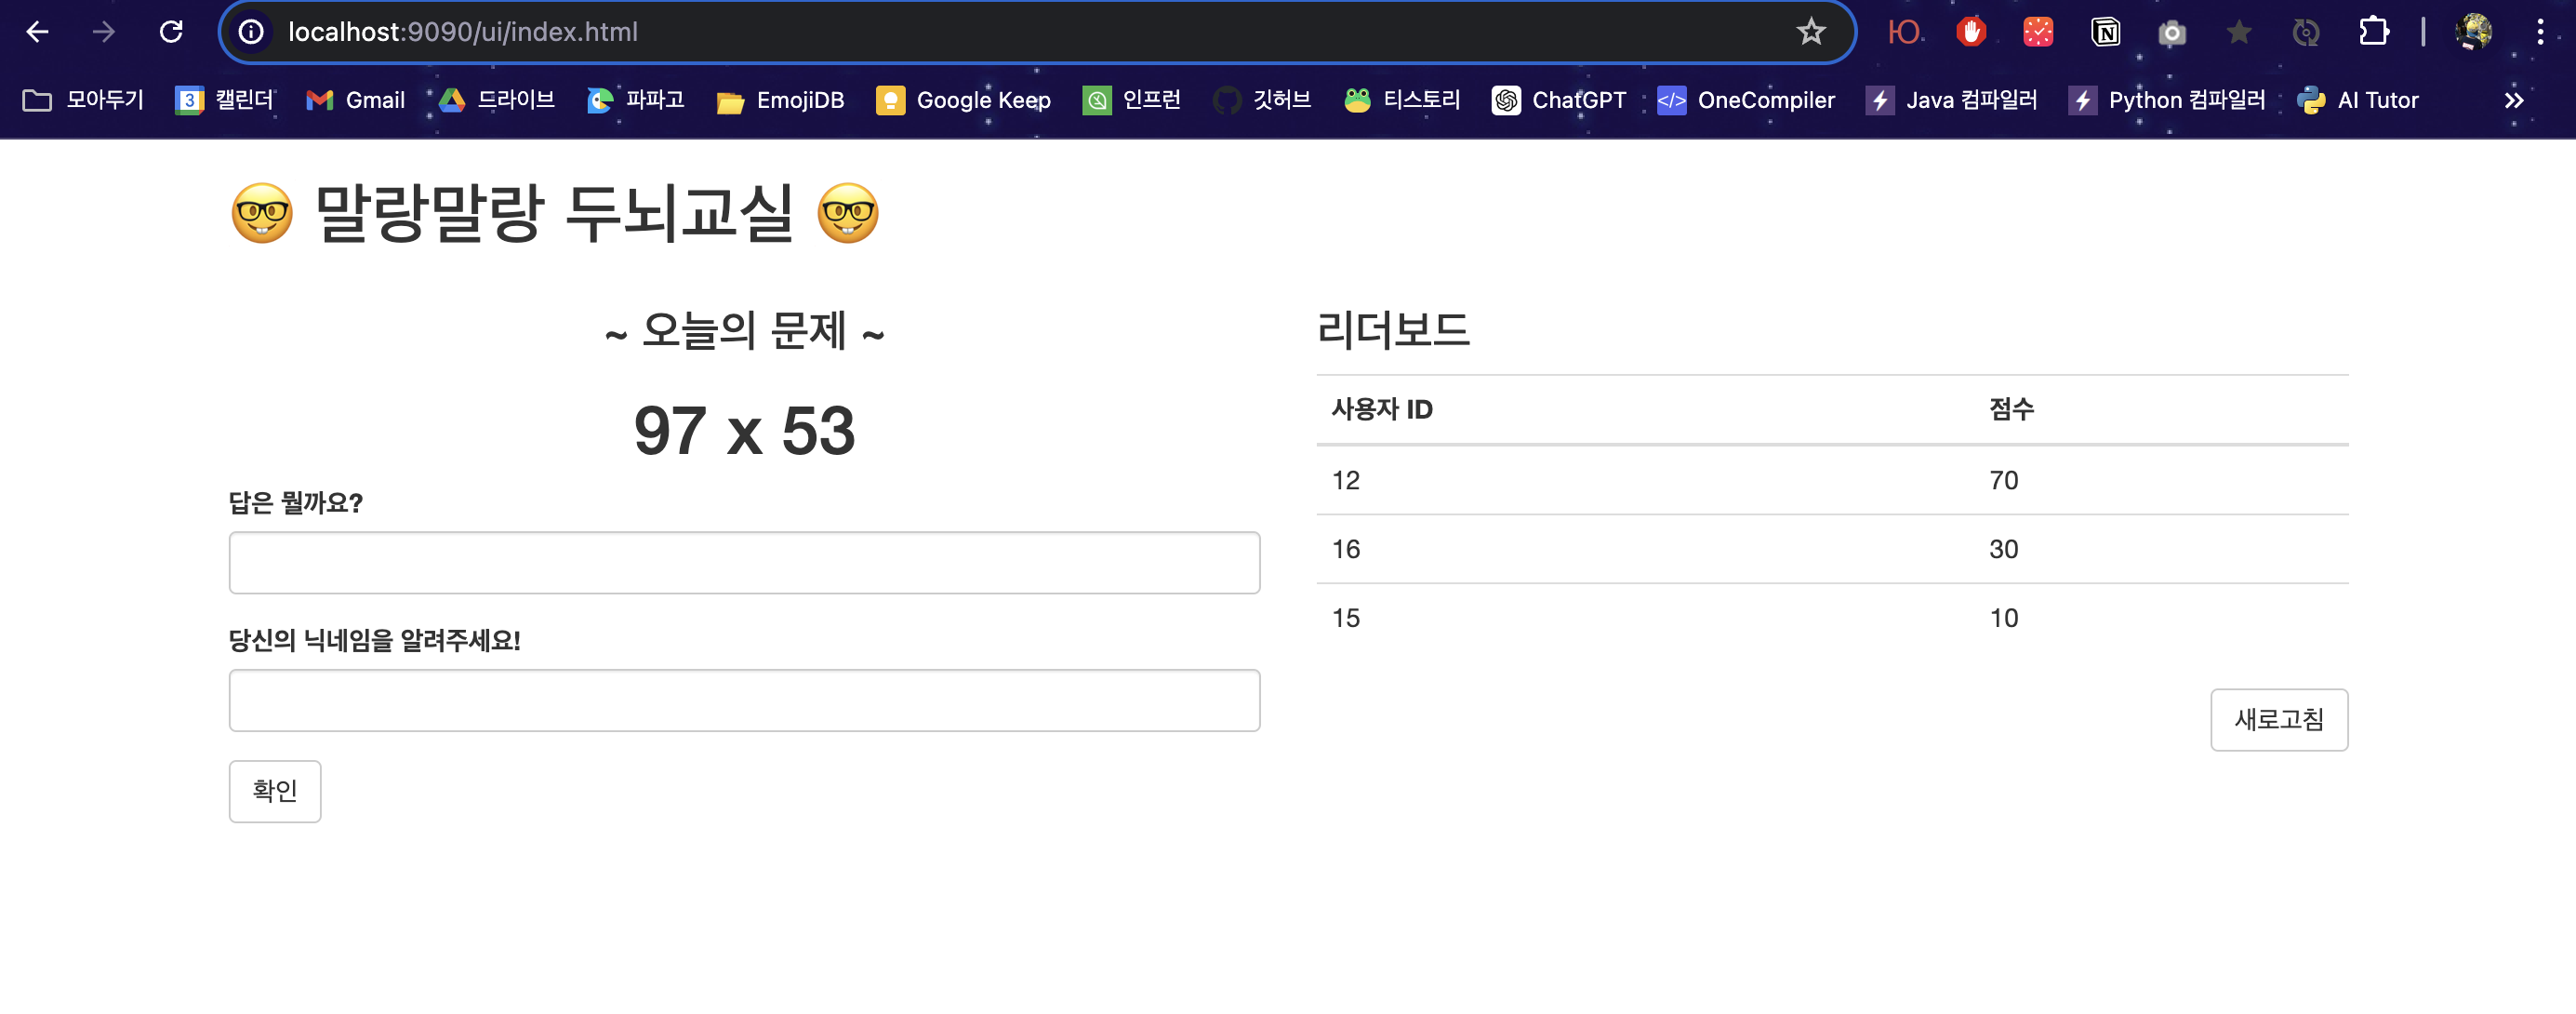 localhost:9090/ui/index.html
모아두기 캘린더 Gmail 드라이브 파파고 EmojiDB Google Keep 인프런 깃허브 티스토리 ChatGPT OneCompiler Java 컴파일러 Python 컴파일러 AI Tutor
🤓 말랑말랑 두뇌교실 🤓
~ 오늘의 문제 ~
97 x 53
답은 뭘까요?
당신의 닉네임을 알려주세요!
확인
리더보드
사용자 ID 점수
12 70
16 30
15 10
새로고침